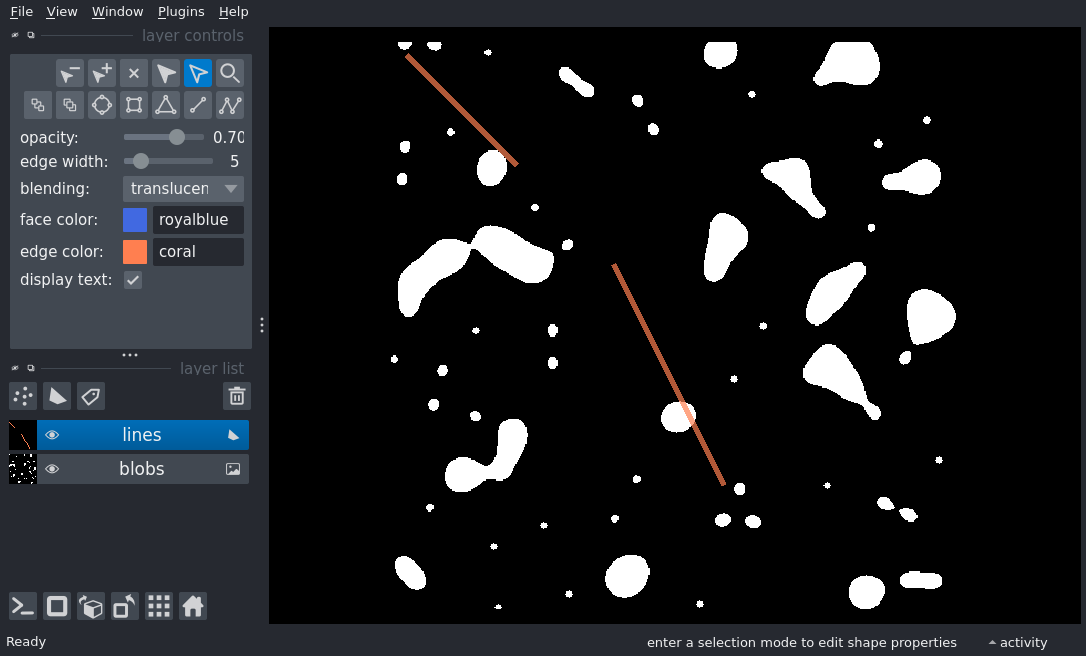 File View Window Plugins Help
layer controls
opacity: 0.70
edge width: 5
blending: translucen
face color: royalblue
edge color: coral
display text:
layer list
lines
blobs
Ready enter a selection mode to edit shape properties activity